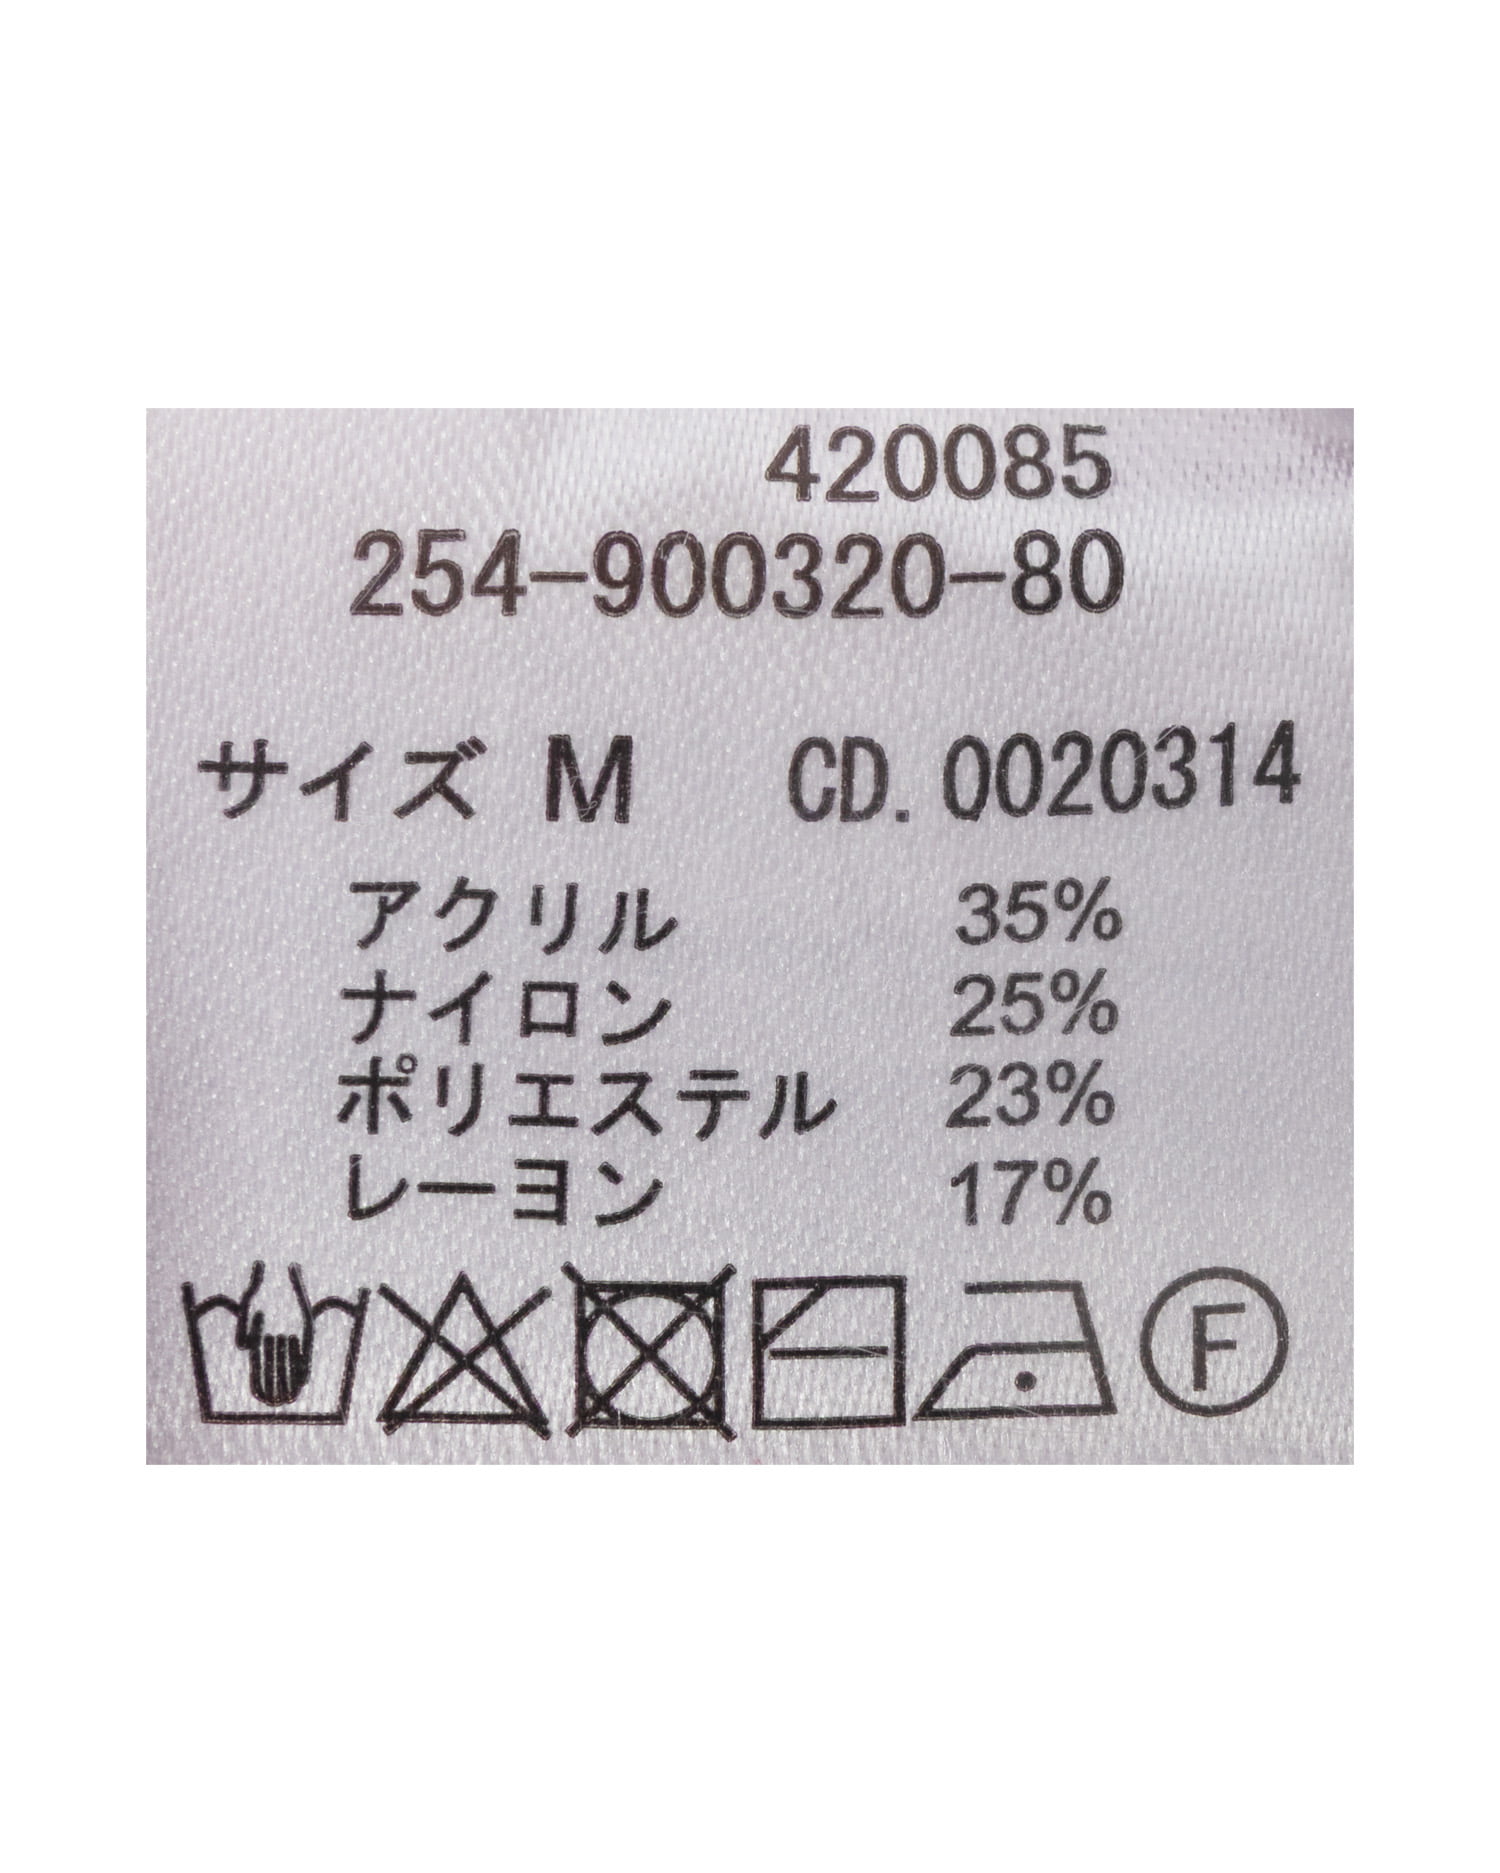 420085
254-900320-80
サイズ M CD. 0020314
アクリル 35%
ナイロン 25%
ポリエステル 23%
レーヨン 17%
F